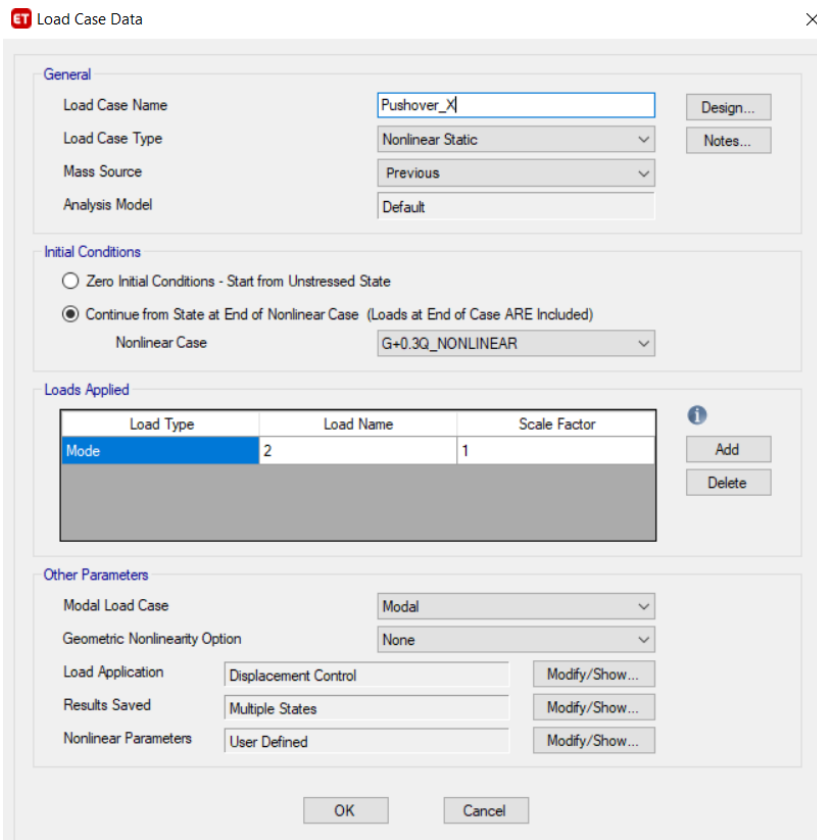 ET Load Case Data
General
Load Case Name Pushover_X Design...
Load Case Type Nonlinear Static Notes...
Mass Source Previous
Analysis Model Default
Initial Conditions
Zero Initial Conditions - Start from Unstressed State
Continue from State at End of Nonlinear Case (Loads at End of Case ARE Included)
Nonlinear Case G+0.3Q_NONLINEAR
Loads Applied
Load Type Load Name Scale Factor
Mode 2 1
Add
Delete
Other Parameters
Modal Load Case Modal
Geometric Nonlinearity Option None
Load Application Displacement Control Modify/Show...
Results Saved Multiple States Modify/Show...
Nonlinear Parameters User Defined Modify/Show...
OK Cancel